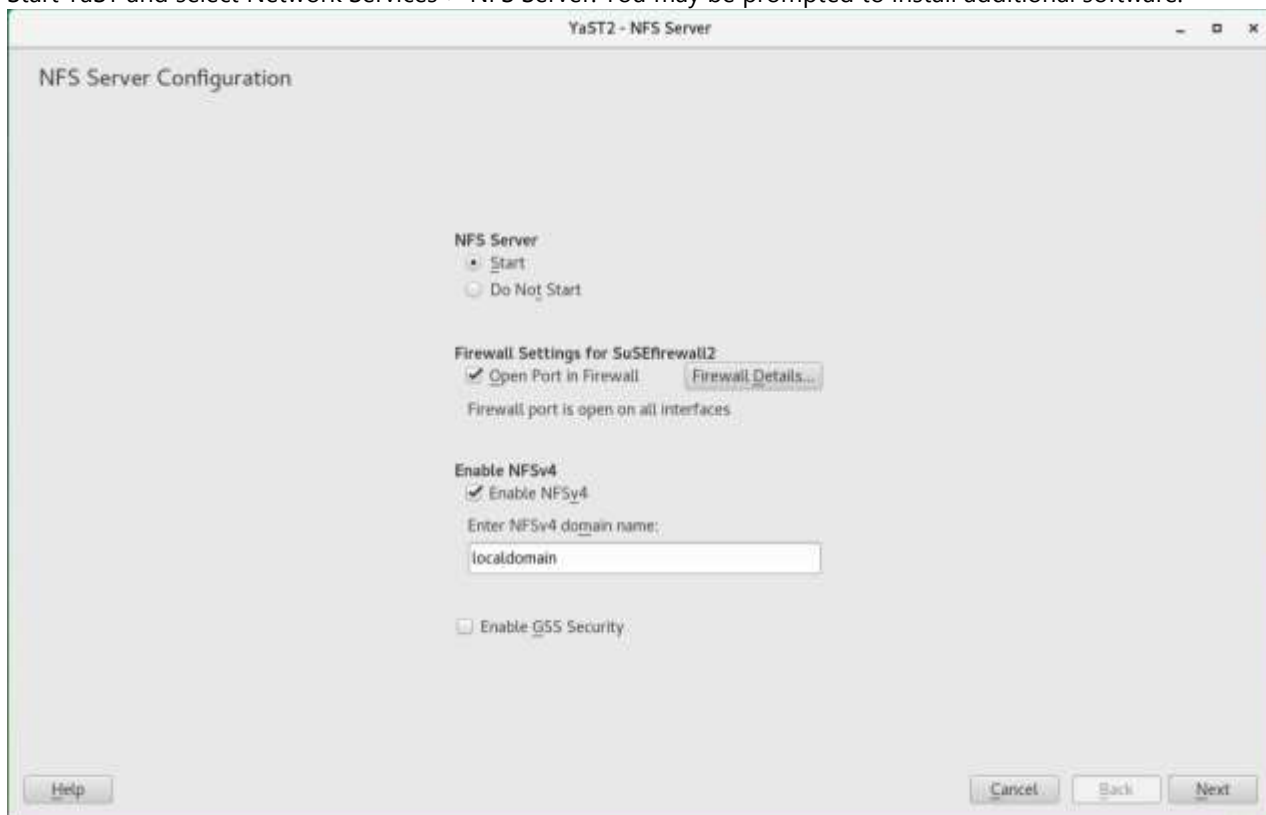 Start YaST and select Network Services > NFS Server. You may be prompted to install additional software.
YaST2 - NFS Server
NFS Server Configuration
NFS Server
Start
Do Not Start
Firewall Settings for SuSEfirewall2
Open Port in Firewall
Firewall Details...
Firewall port is open on all interfaces
Enable NFSv4
Enable NFSv4
Enter NFSv4 domain name:
localdomain
Enable GSS Security
Help
Cancel
Back
Next